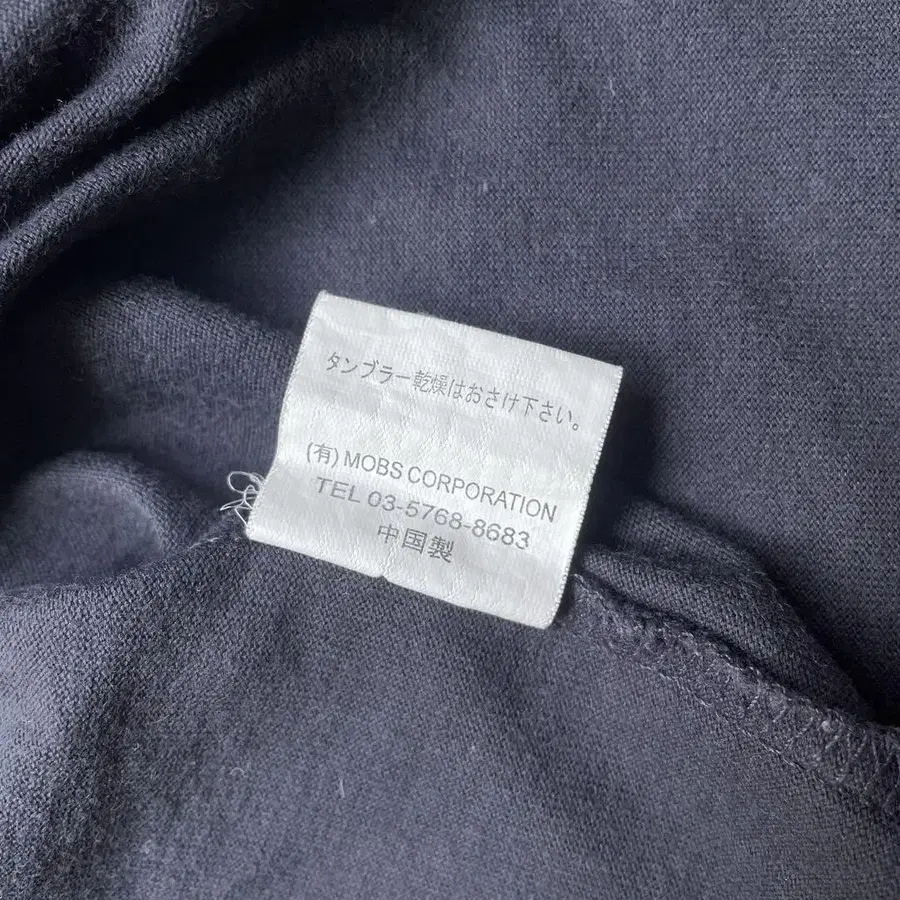 タンブラー乾燥はおさけ下さい。
(有) MOBS CORPORATION
TEL 03-5768-8683
中国製